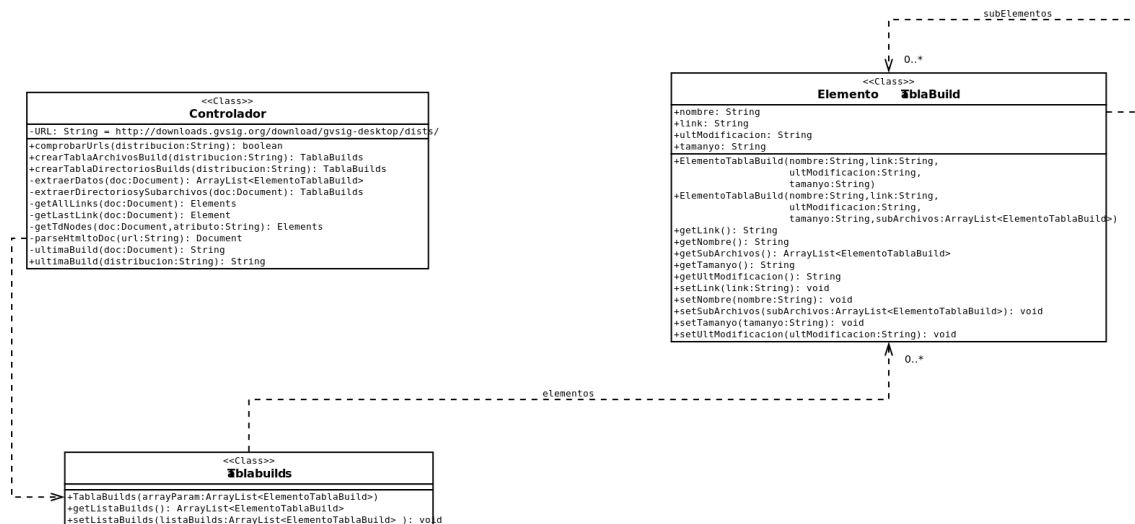 subElementos
0..*
<<Class>>
Controlador
-URL: String = http://downloads.gvsig.org/download/gvsig-desktop/dists/
+comprobarUrls(distribucion:String): boolean
+crearTablaArchivosBuild(distribucion:String): TablaBuilds
+crearTablaDirectoriosBuilds(distribucion:String): TablaBuilds
-extraerDatos(doc:Document): ArrayList<ElementoTablaBuild>
-extraerDirectoriosySubarchivos(doc:Document): TablaBuilds
-getAllLinks(doc:Document): Elements
-getLastLink(doc:Document): Element
-getTdNodes(doc:Document,atributo:String): Elements
-parseHtmltoDoc(url:String): Document
-ultimaBuild(doc:Document): String
+ultimaBuild(distribucion:String): String
<<Class>>
Elemento TablaBuild
+nombre: String
+link: String
+ultModificacion: String
+tamanyo: String
+ElementoTablaBuild(nombre:String,link:String,
ultModificacion:String,
tamanyo:String)
+ElementoTablaBuild(nombre:String,link:String,
ultModificacion:String,
tamanyo:String,subArchivos:ArrayList<ElementoTablaBuild>)
+getLink(): String
+getNombre(): String
+getSubArchivos(): ArrayList<ElementoTablaBuild>
+getTamanyo(): String
+getUltModificacion(): String
+setLink(link:String): void
+setNombre(nombre:String): void
+setSubArchivos(subArchivos:ArrayList<ElementoTablaBuild>): void
+setTamanyo(tamanyo:String): void
+setUltModificacion(ultModificacion:String): void
0..*
elementos
<<Class>>
Tablabuilds
+TablaBuilds(arrayParam:ArrayList<ElementoTablaBuild>)
+getListaBuilds(): ArrayList<ElementoTablaBuild>
+setListaBuilds(listaBuilds:ArrayList<ElementoTablaBuild> ): void